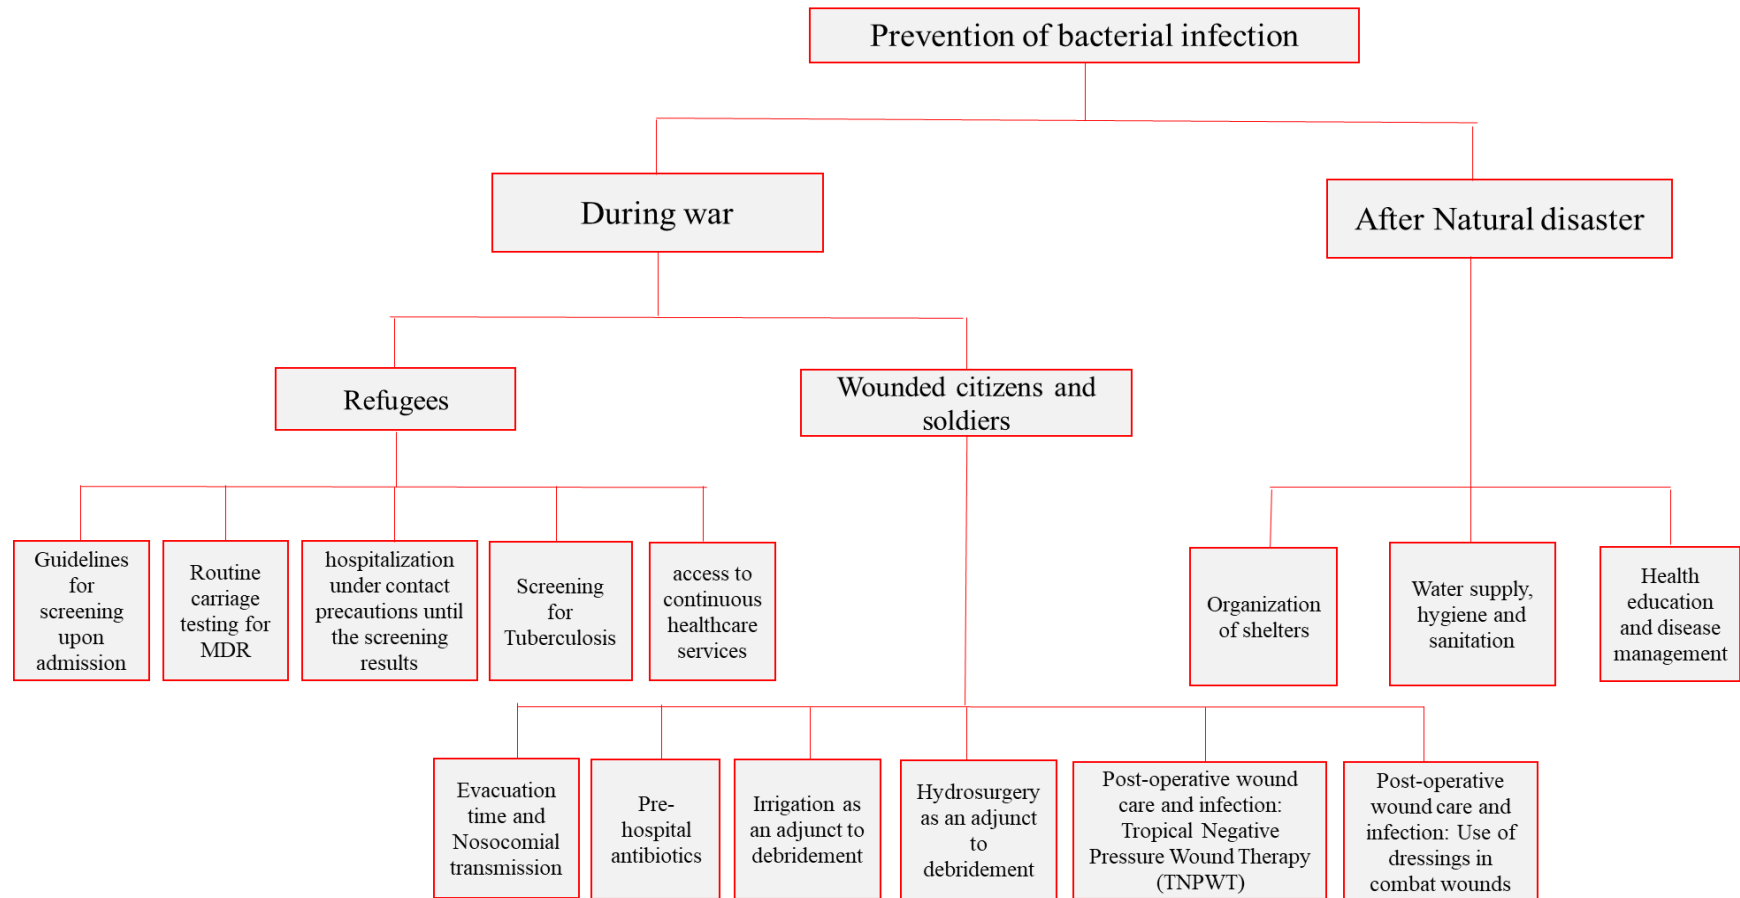 Prevention of bacterial infection
During war
After Natural disaster
Refugees
Wounded citizens and
soldiers
Guidelines
for
screening
upon
admission
Routine
carriage
testing for
MDR
hospitalization
under contact
precautions until
the screening
results
Screening
for
Tuberculosis
access to
continuous
healthcare
services
Organization
of shelters
Water supply,
hygiene and
sanitation
Health
education
and disease
management
Evacuation
time and
Nosocomial
transmission
Pre-
hospital
antibiotics
Irrigation as
an adjunct to
debridement
Hydrosurgery
as an adjunct
to
debridement
Post-operative wound
care and infection:
Tropical Negative
Pressure Wound Therapy
(TNPWT)
Post-operative
wound care and
infection: Use of
dressings in
combat wounds